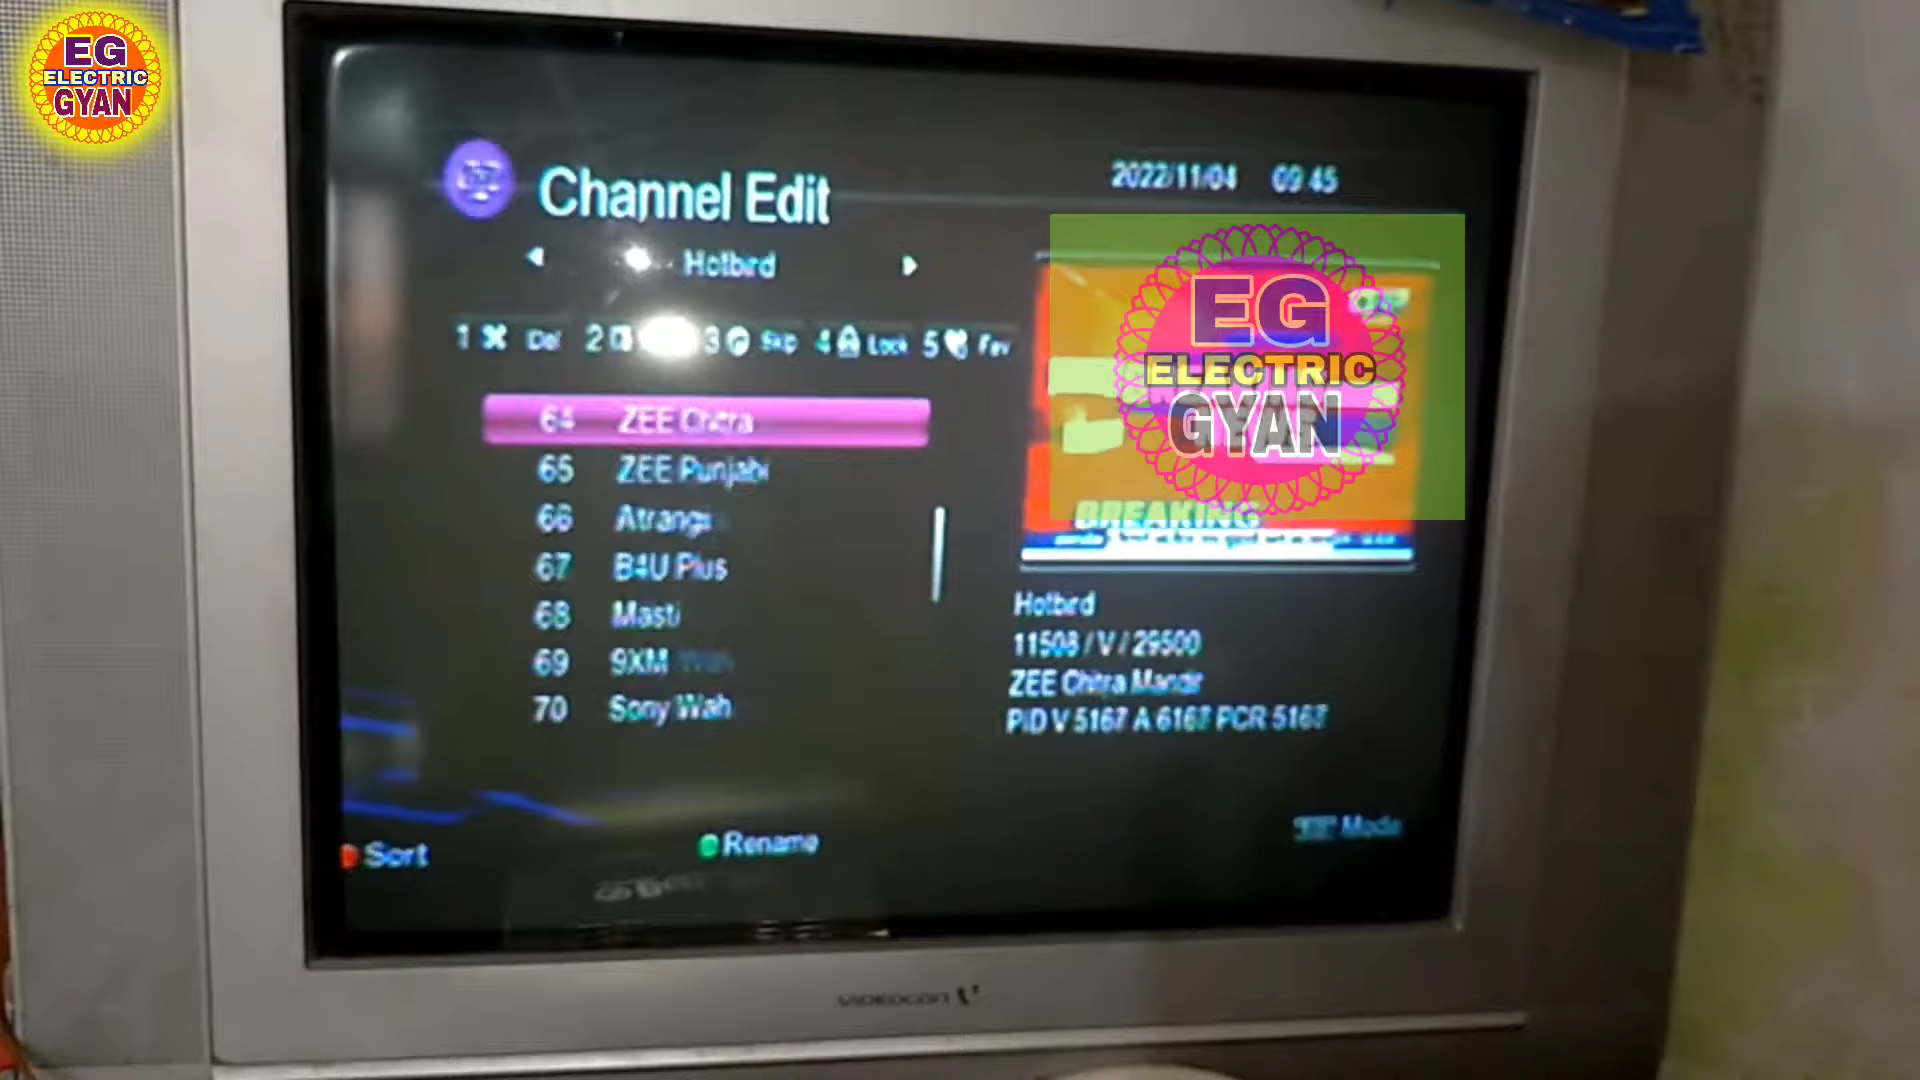 EG
ELECTRIC
GYAN
Channel Edit
2022/11/04 09:45
Hotbird
1 Del 2 3 Skip 4 Lock 5 Fav
64 ZEE Chitra
65 ZEE Punjabi
66 Atrangi
67 B4U Plus
68 Masti
69 9XM
70 Sony Wah
EG
ELECTRIC
GYAN
BREAKING
Hotbird
11508 / V / 29500
ZEE Chitra Mandir
PID V 5167 A 6167 PCR 5167
Sort
Rename
Mode
VIDEOCON